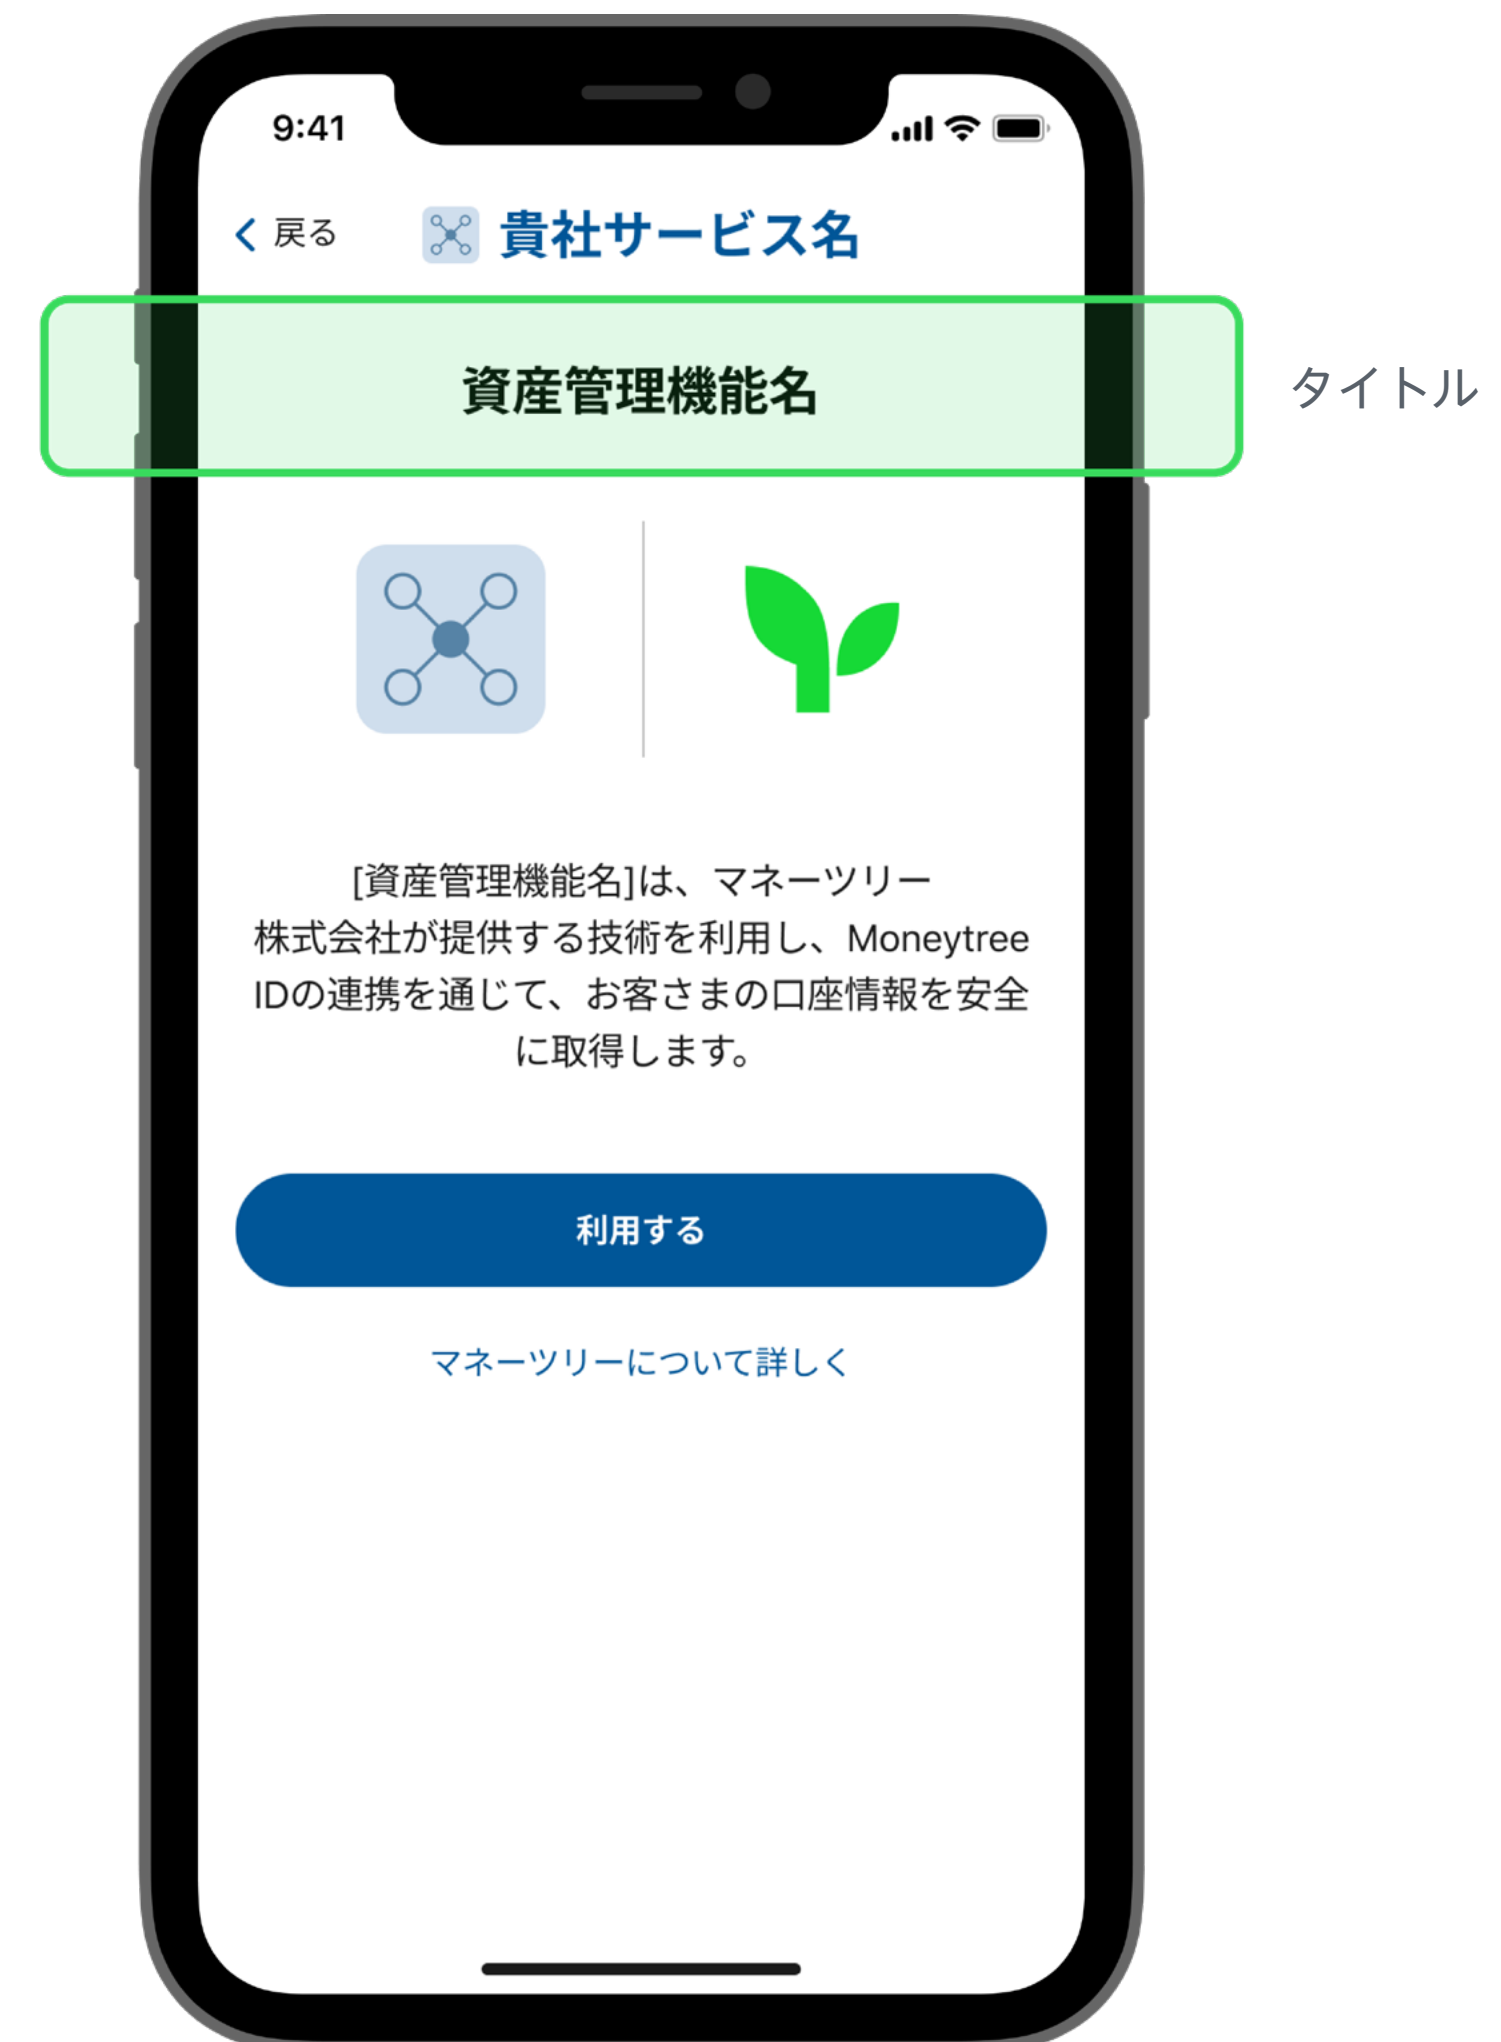 9:41
戻る
貴社サービス名
資産管理機能名
タイトル
[資産管理機能名]は、マネーツリー
株式会社が提供する技術を利用し、Moneytree
IDの連携を通じて、お客さまの口座情報を安全
に取得します。
利用する
マネーツリーについて詳しく